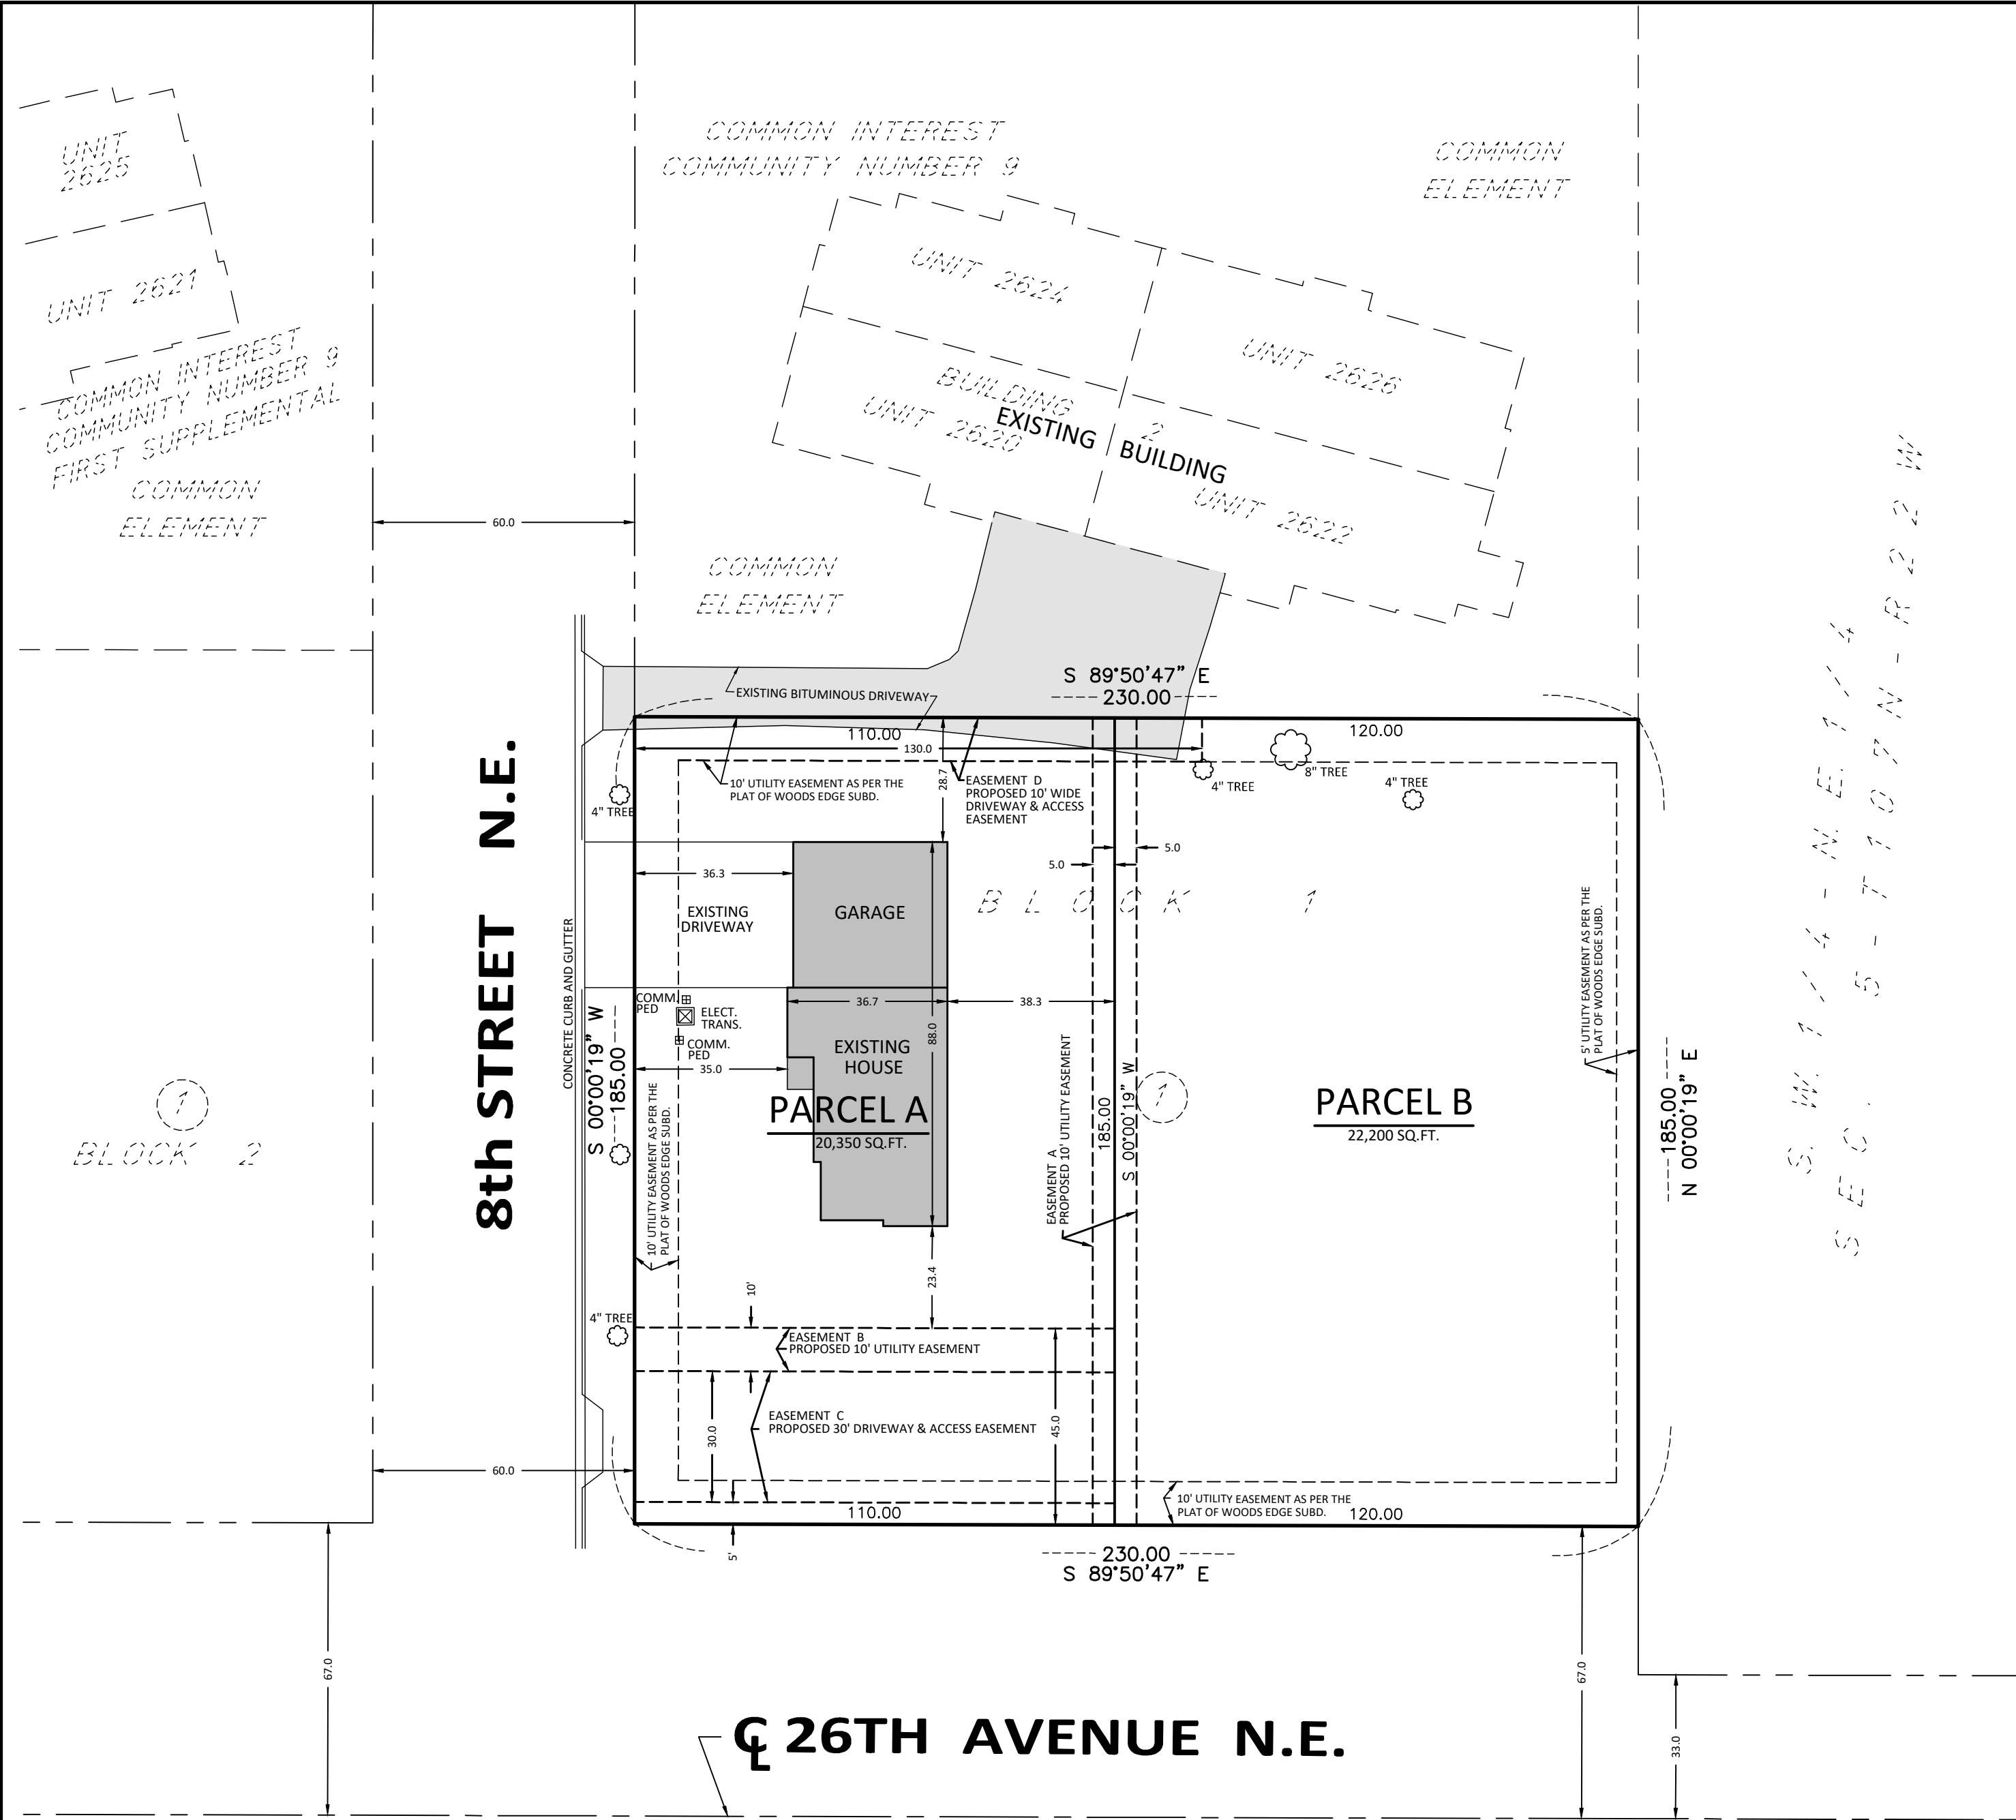 UNIT
2625
UNIT 2621
COMMON INTEREST
COMMUNITY NUMBER 9
FIRST SUPPLEMENTAL
COMMON
ELEMENT
COMMON INTEREST
COMMUNITY NUMBER 9
COMMON
ELEMENT
UNIT 2624
UNIT 2626
BUILDING 2
UNIT 2620
EXISTING BUILDING
UNIT 2622
60.0
COMMON
ELEMENT
S 89°50'47" E
230.00
EXISTING BITUMINOUS DRIVEWAY
110.00
120.00
130.0
28.7
10' UTILITY EASEMENT AS PER THE
PLAT OF WOODS EDGE SUBD.
EASEMENT D
PROPOSED 10' WIDE
DRIVEWAY & ACCESS
EASEMENT
4" TREE
8" TREE
4" TREE
4" TREE
5.0
5.0
36.3
EXISTING
DRIVEWAY
GARAGE
BLOCK 1
8th STREET N.E.
CONCRETE CURB AND GUTTER
COMM.
PED
ELECT.
TRANS.
COMM.
PED
36.7
38.3
88.0
EXISTING
HOUSE
35.0
S 00°00'19" W
185.00
PARCEL A
20,350 SQ.FT.
10' UTILITY EASEMENT AS PER THE
PLAT OF WOODS EDGE SUBD.
EASEMENT A
PROPOSED 10' UTILITY EASEMENT
185.00
S 00°00'19" W
1
PARCEL B
22,200 SQ.FT.
5' UTILITY EASEMENT AS PER THE
PLAT OF WOODS EDGE SUBD.
185.00
N 00°00'19" E
S.W.1/4-NE1/4
SEC. 5-T107N-R22W
1
BLOCK 2
23.4
10'
4" TREE
EASEMENT B
PROPOSED 10' UTILITY EASEMENT
EASEMENT C
PROPOSED 30' DRIVEWAY & ACCESS EASEMENT
30.0
45.0
60.0
10' UTILITY EASEMENT AS PER THE
PLAT OF WOODS EDGE SUBD.
110.00
120.00
5'
230.00
S 89°50'47" E
67.0
67.0
33.0
℄ 26TH AVENUE N.E.